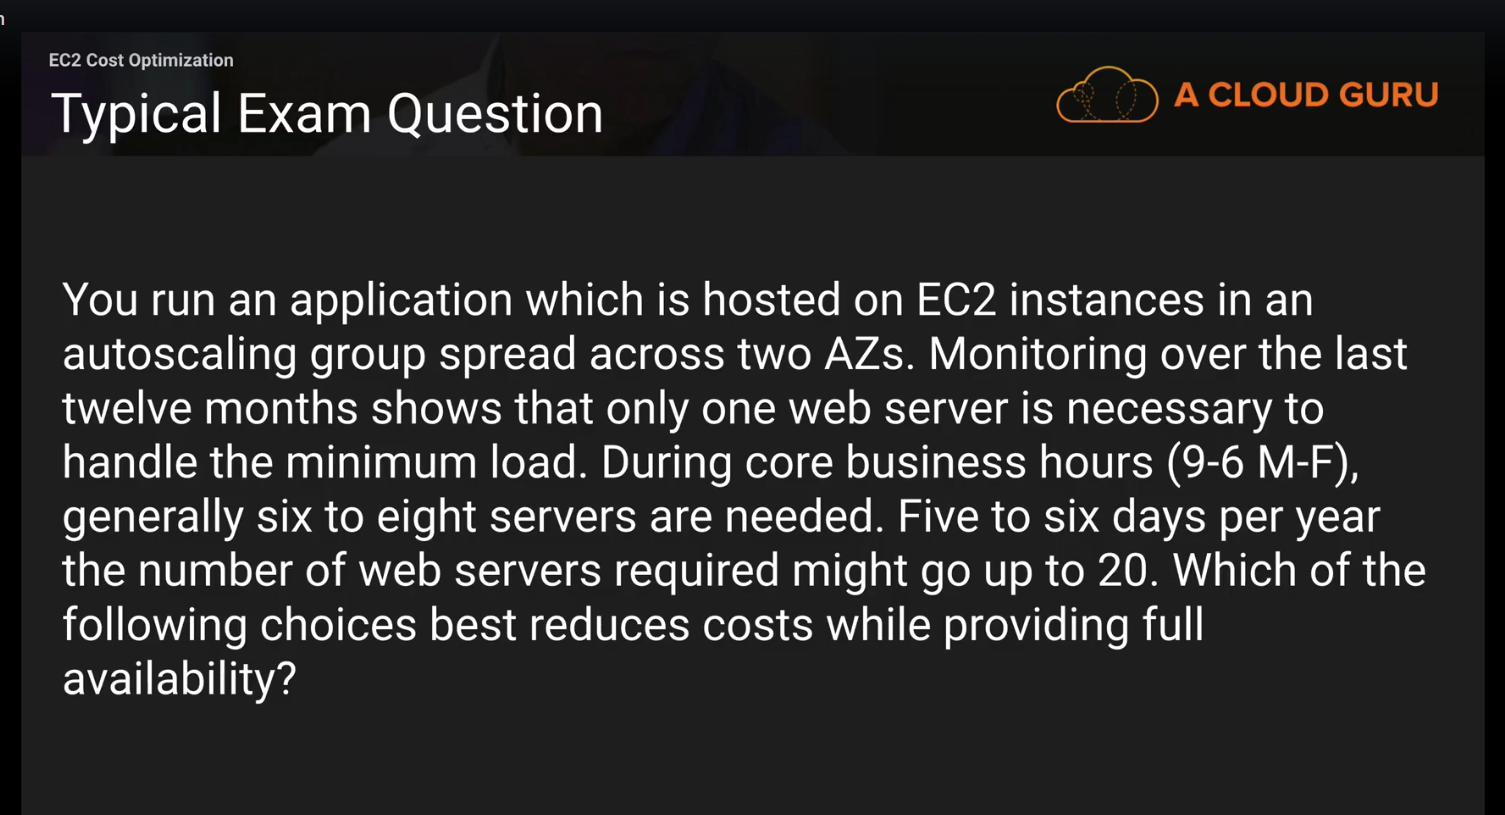 n
EC2 Cost Optimization
Typical Exam Question
A CLOUD GURU
You run an application which is hosted on EC2 instances in an
autoscaling group spread across two AZs. Monitoring over the last
twelve months shows that only one web server is necessary to
handle the minimum load. During core business hours (9-6 M-F),
generally six to eight servers are needed. Five to six days per year
the number of web servers required might go up to 20. Which of the
following choices best reduces costs while providing full
availability?